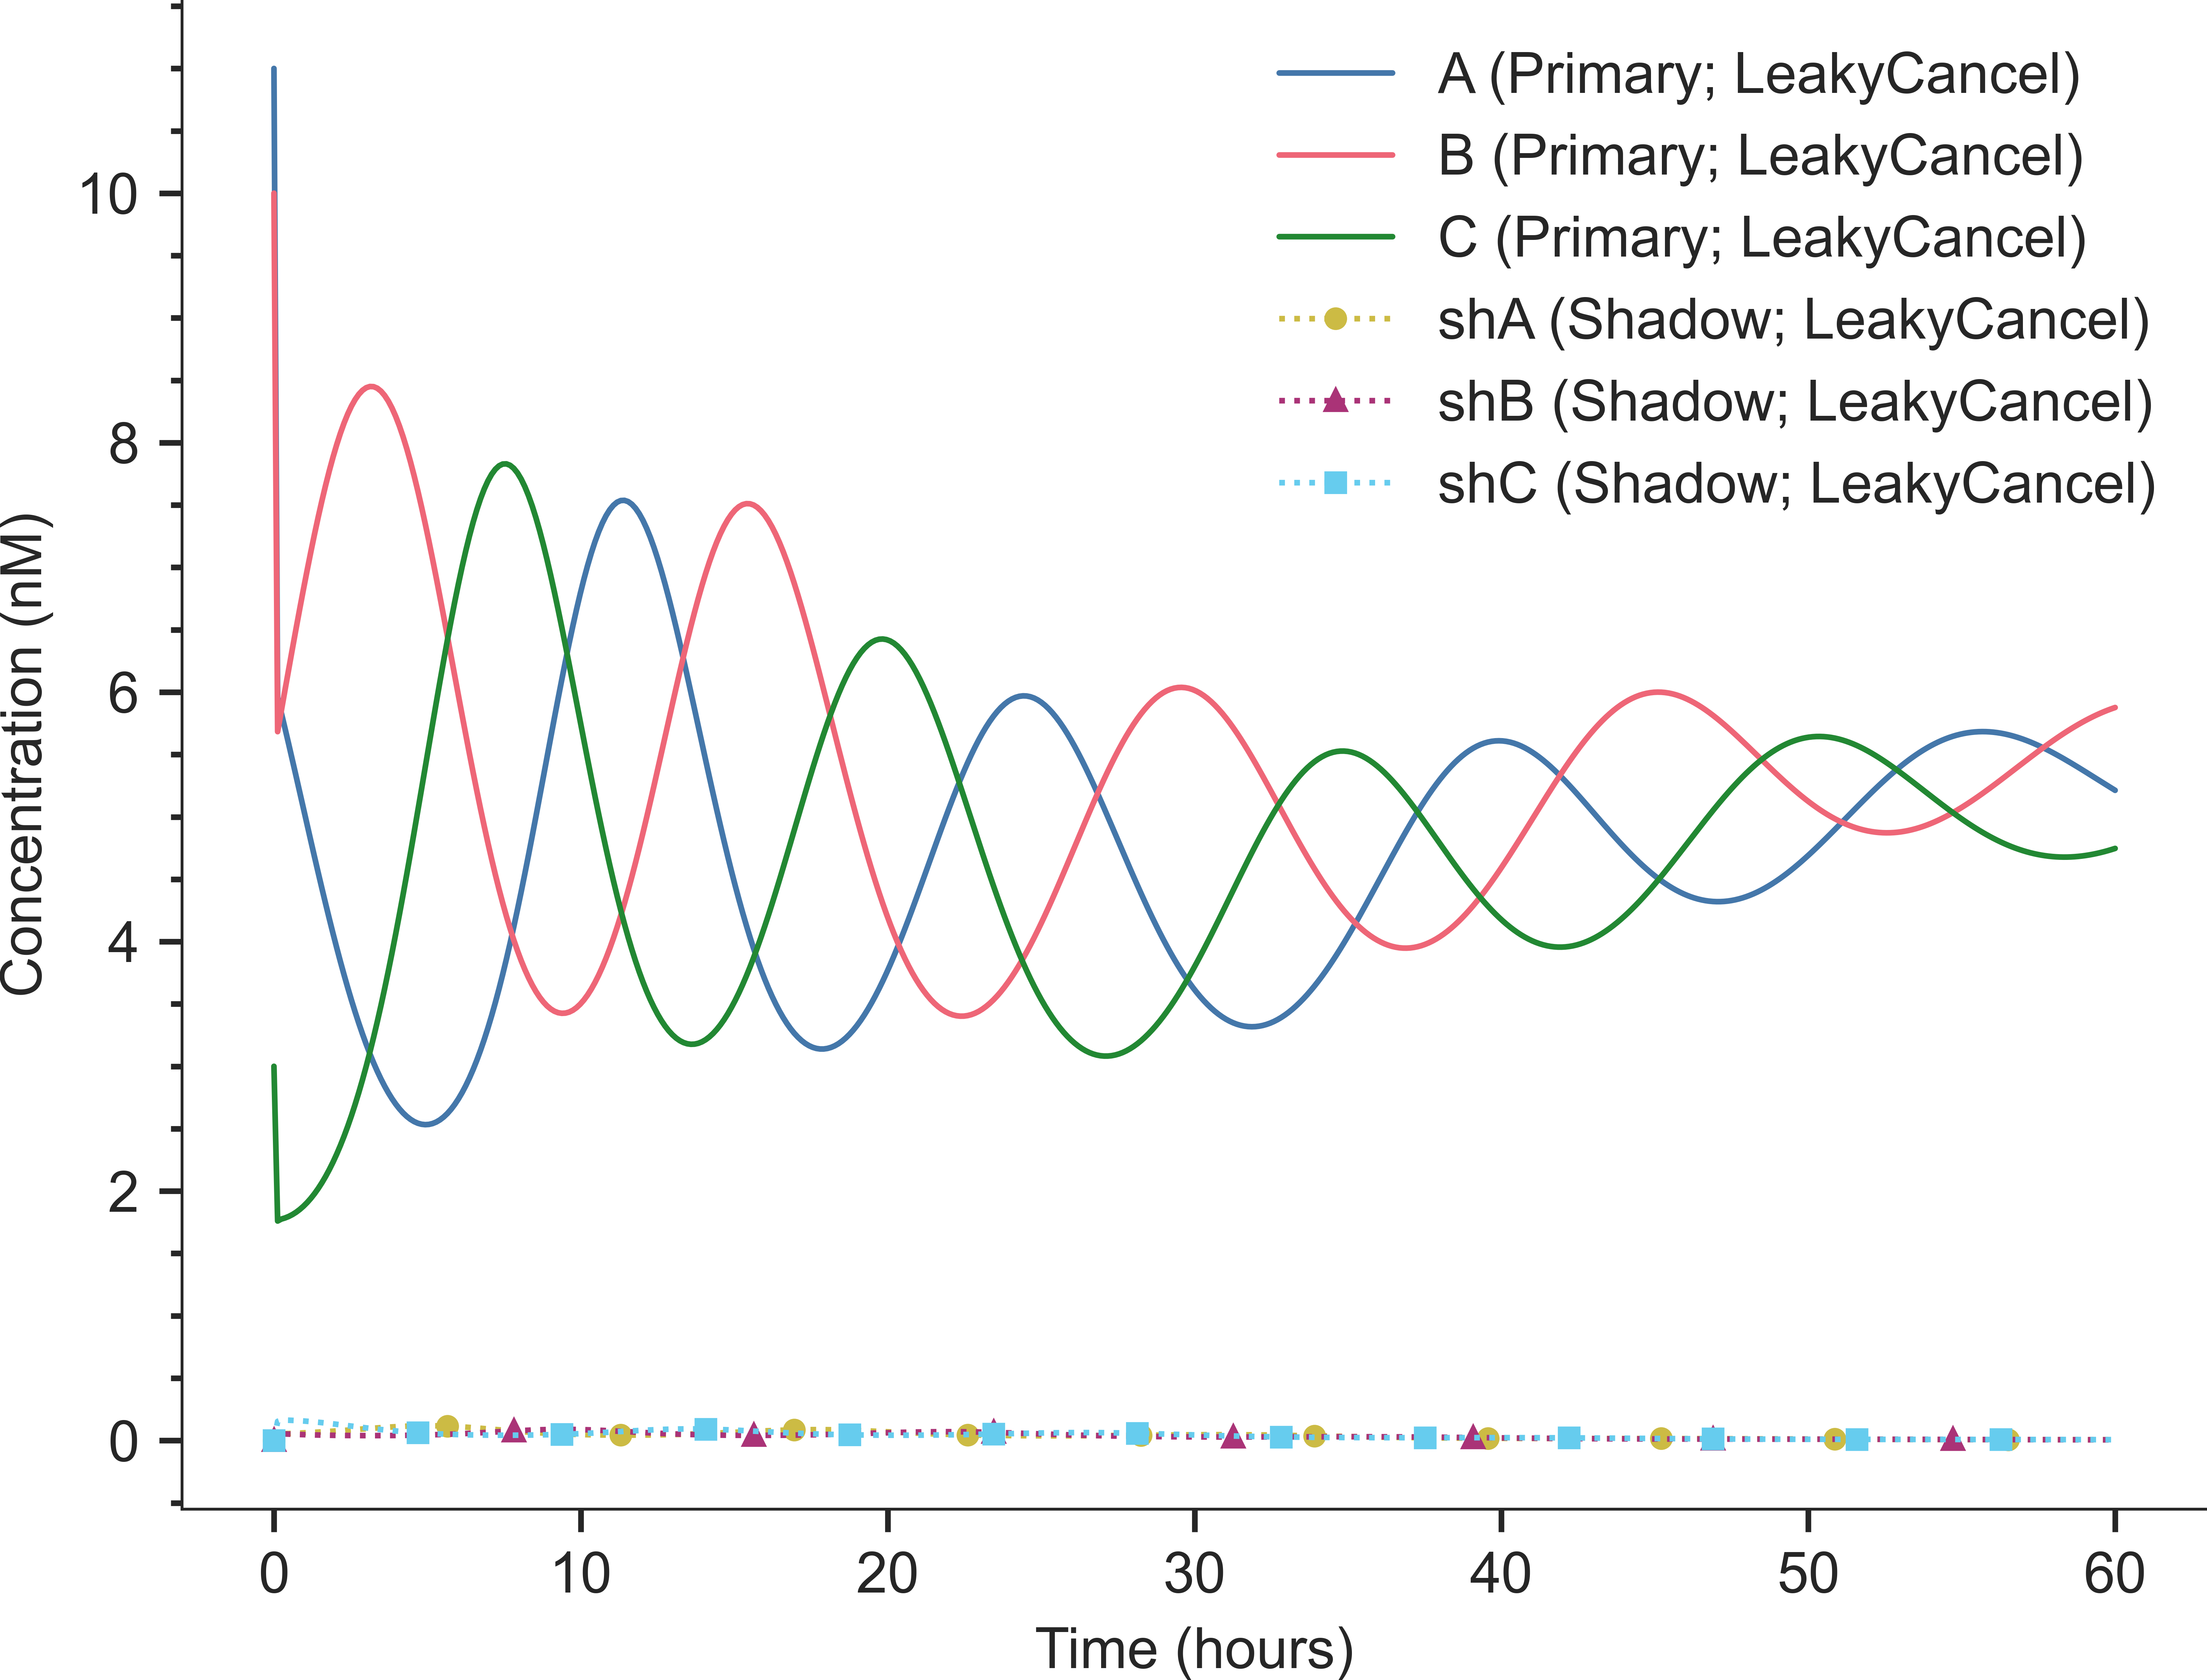 A (Primary; LeakyCancel)
B (Primary; LeakyCancel)
C (Primary; LeakyCancel)
shA (Shadow; LeakyCancel)
shB (Shadow; LeakyCancel)
shC (Shadow; LeakyCancel)
Concentration (nM)
10
8
6
4
2
0
0 10 20 30 40 50 60
Time (hours)